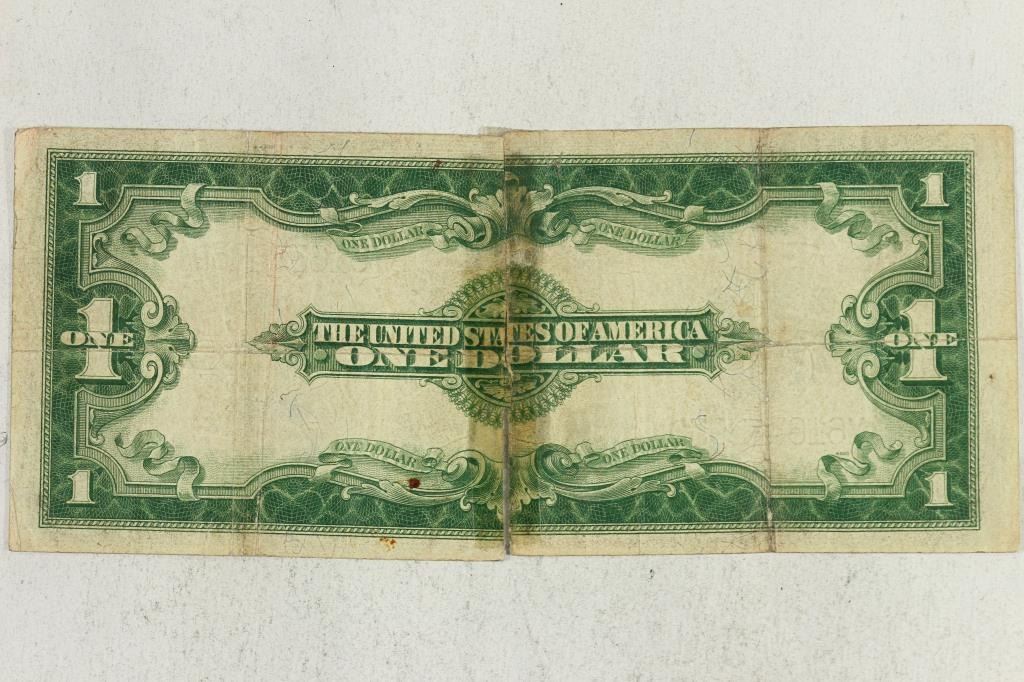 1 1
ONE DOLLAR ONE DOLLAR
1 1
ONE ONE
THE UNITED STATES OF AMERICA
ONE DOLLAR
ONE DOLLAR ONE DOLLAR
1 1